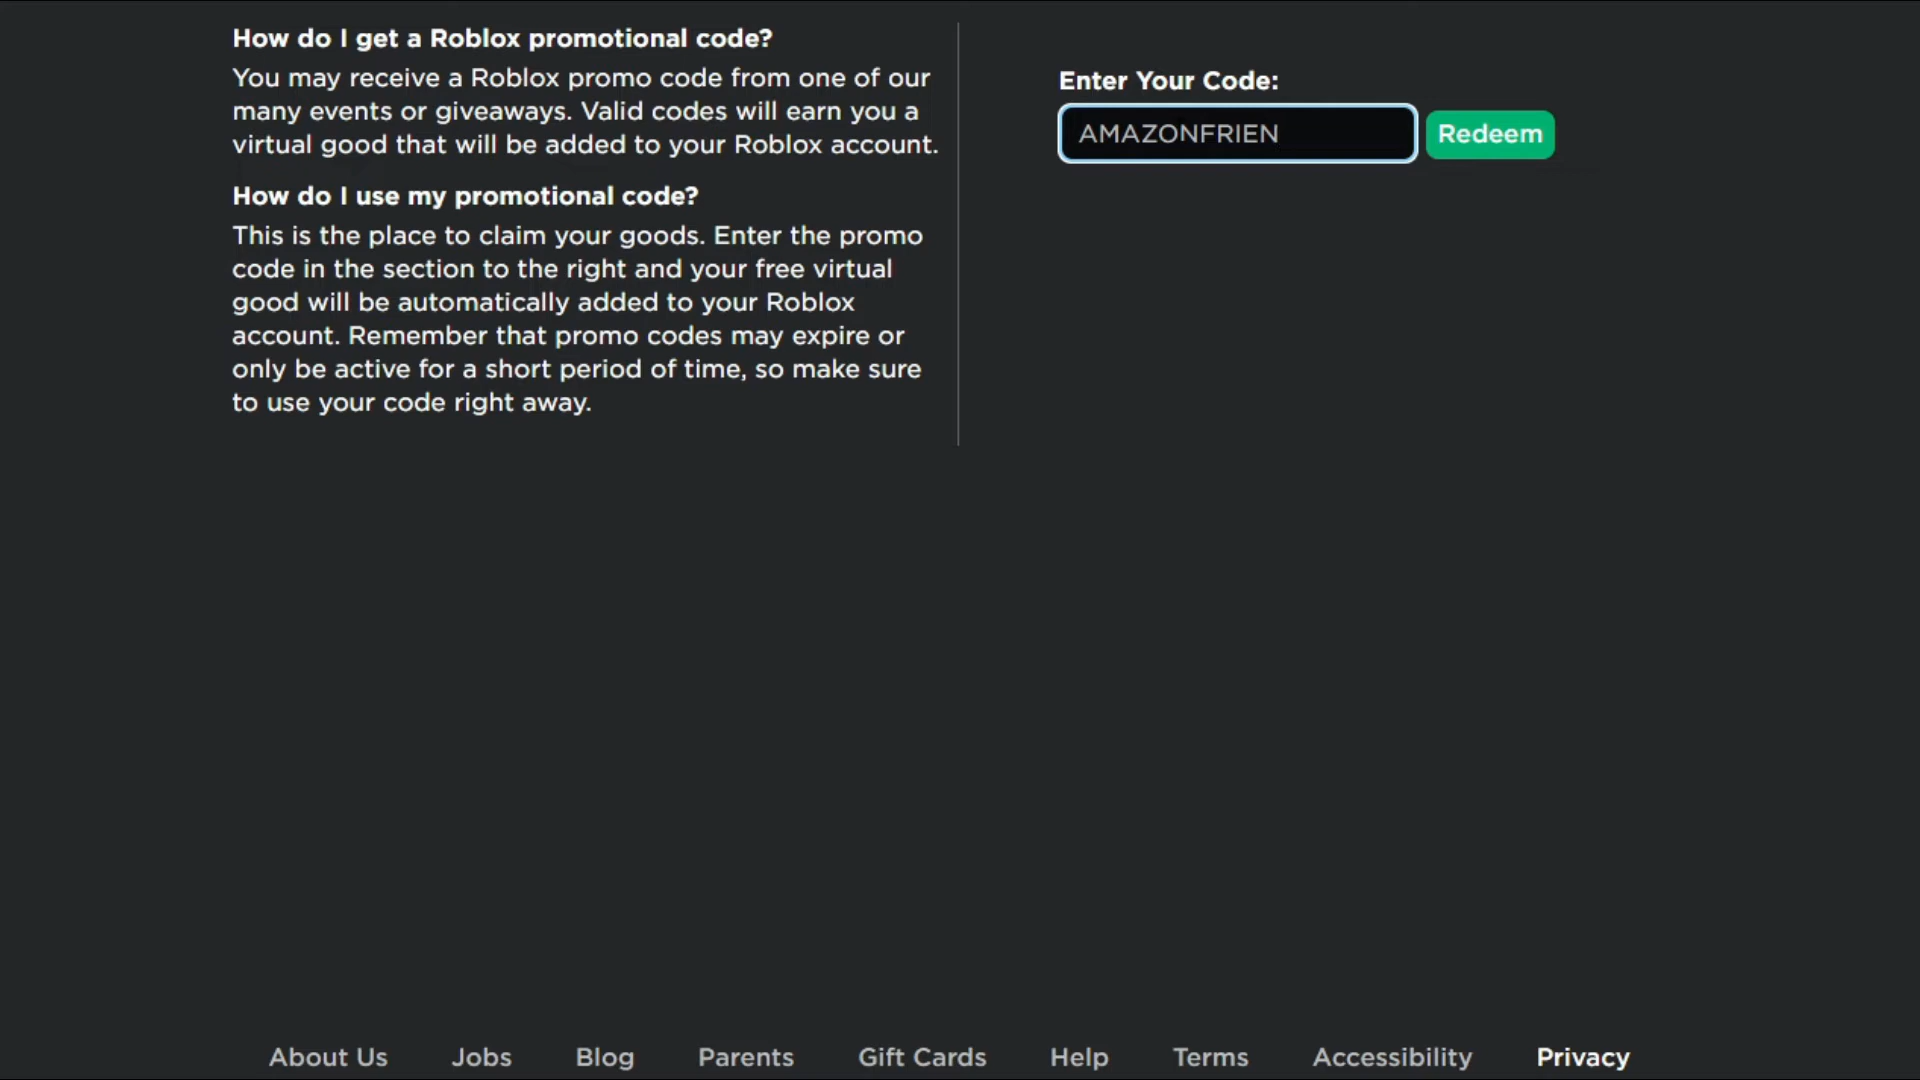 How do I get a Roblox promotional code?
You may receive a Roblox promo code from one of our
many events or giveaways. Valid codes will earn you a
virtual good that will be added to your Roblox account.
How do I use my promotional code?
This is the place to claim your goods. Enter the promo
code in the section to the right and your free virtual
good will be automatically added to your Roblox
account. Remember that promo codes may expire or
only be active for a short period of time, so make sure
to use your code right away.
Enter Your Code:
AMAZONFRIEN
Redeem
About Us Jobs Blog Parents Gift Cards Help Terms Accessibility Privacy